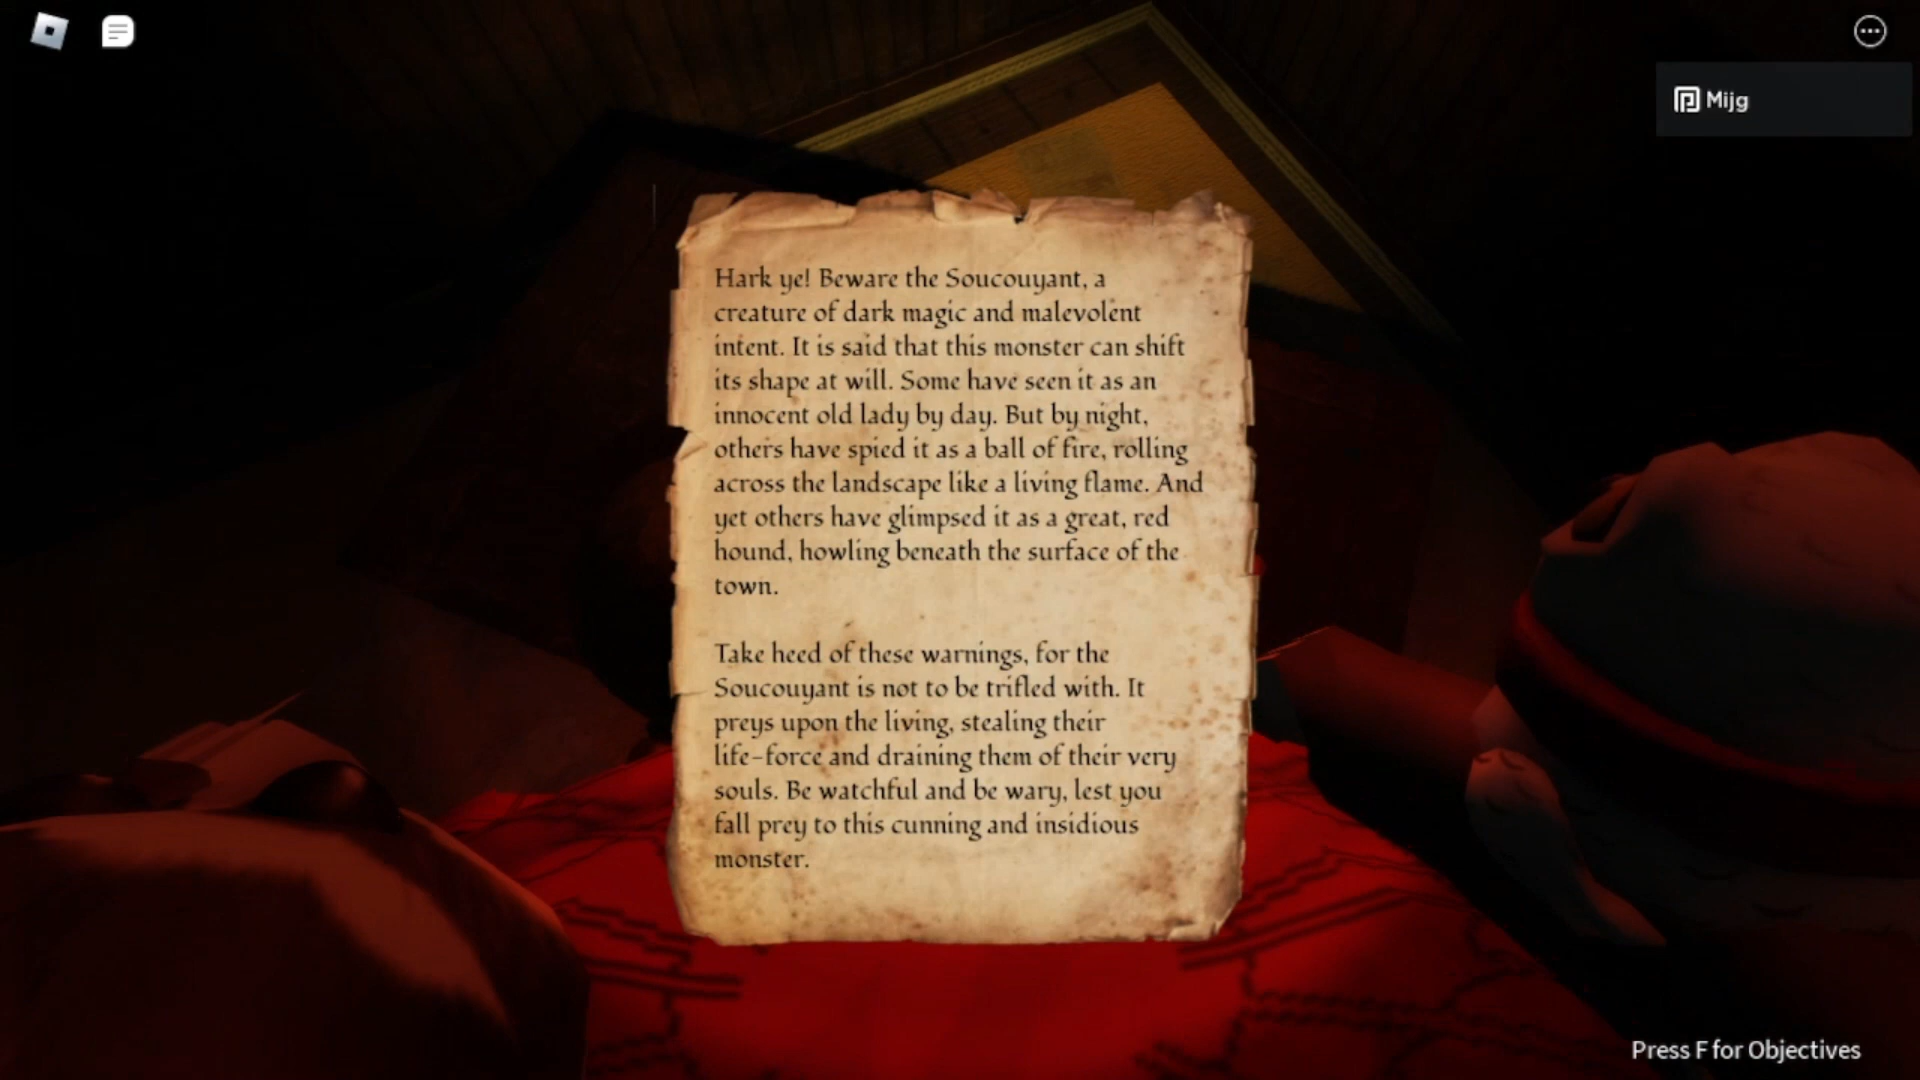 Mijg
Hark ye! Beware the Soucouyant, a
creature of dark magic and malevolent
intent. It is said that this monster can shift
its shape at will. Some have seen it as an
innocent old lady by day. But by night,
others have spied it as a ball of fire, rolling
across the landscape like a living flame. And
yet others have glimpsed it as a great, red
hound, howling beneath the surface of the
town.
Take heed of these warnings, for the
Soucouyant is not to be trifled with. It
preys upon the living, stealing their
life-force and draining them of their very
souls. Be watchful and be wary, lest you
fall prey to this cunning and insidious
monster.
Press F for Objectives